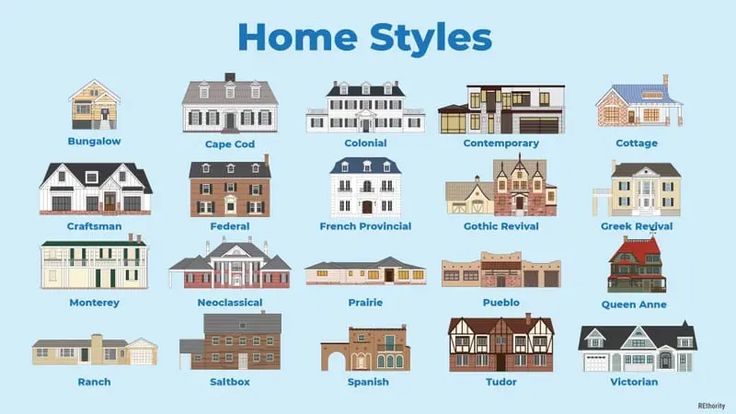 Home Styles
Bungalow
Cape Cod
Colonial
Contemporary
Cottage
Craftsman
Federal
French Provincial
Gothic Revival
Greek Revival
Monterey
Neoclassical
Prairie
Pueblo
Queen Anne
Ranch
Saltbox
Spanish
Tudor
Victorian
REthority